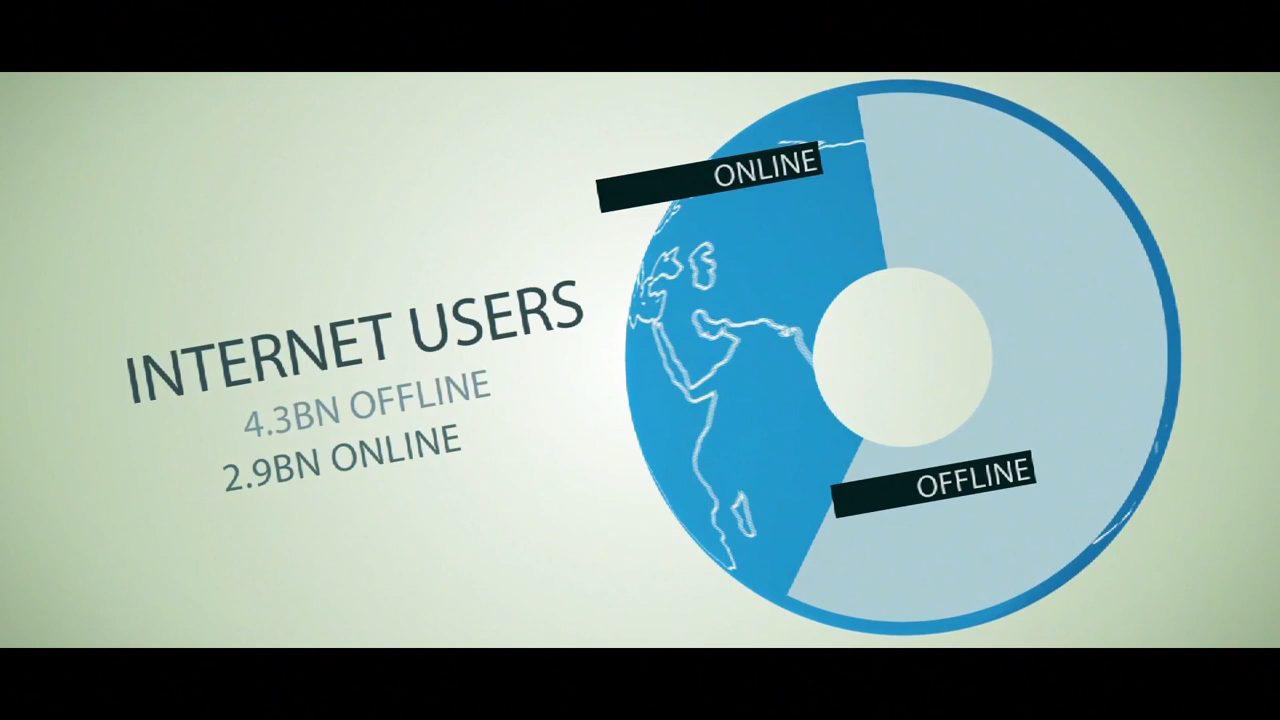 INTERNET USERS
4.3BN OFFLINE
2.9BN ONLINE
ONLINE
OFFLINE